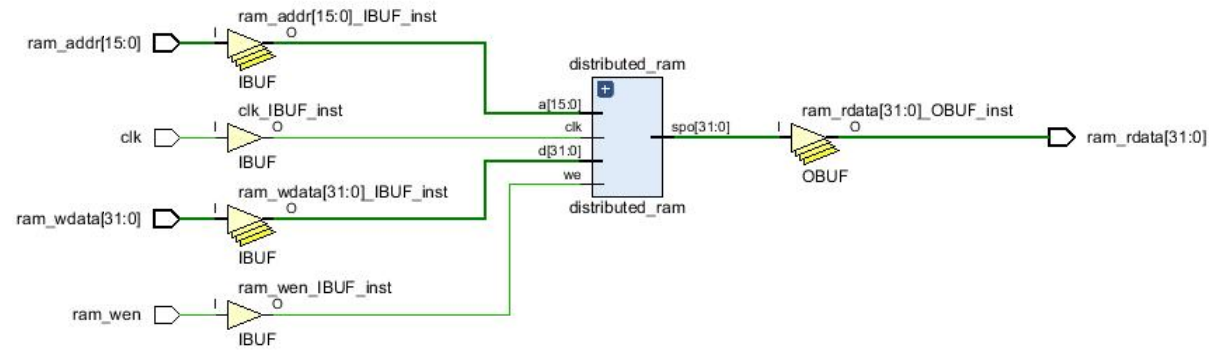 ram_addr[15:0]_IBUF_inst
ram_addr[15:0]
I
O
IBUF
distributed_ram
clk_IBUF_inst
a[15:0]
ram_rdata[31:0]_OBUF_inst
clk
I
O
clk
spo[31:0]
I
O
ram_rdata[31:0]
IBUF
d[31:0]
OBUF
ram_wdata[31:0]_IBUF_inst
we
ram_wdata[31:0]
I
O
distributed_ram
IBUF
ram_wen_IBUF_inst
ram_wen
I
O
IBUF